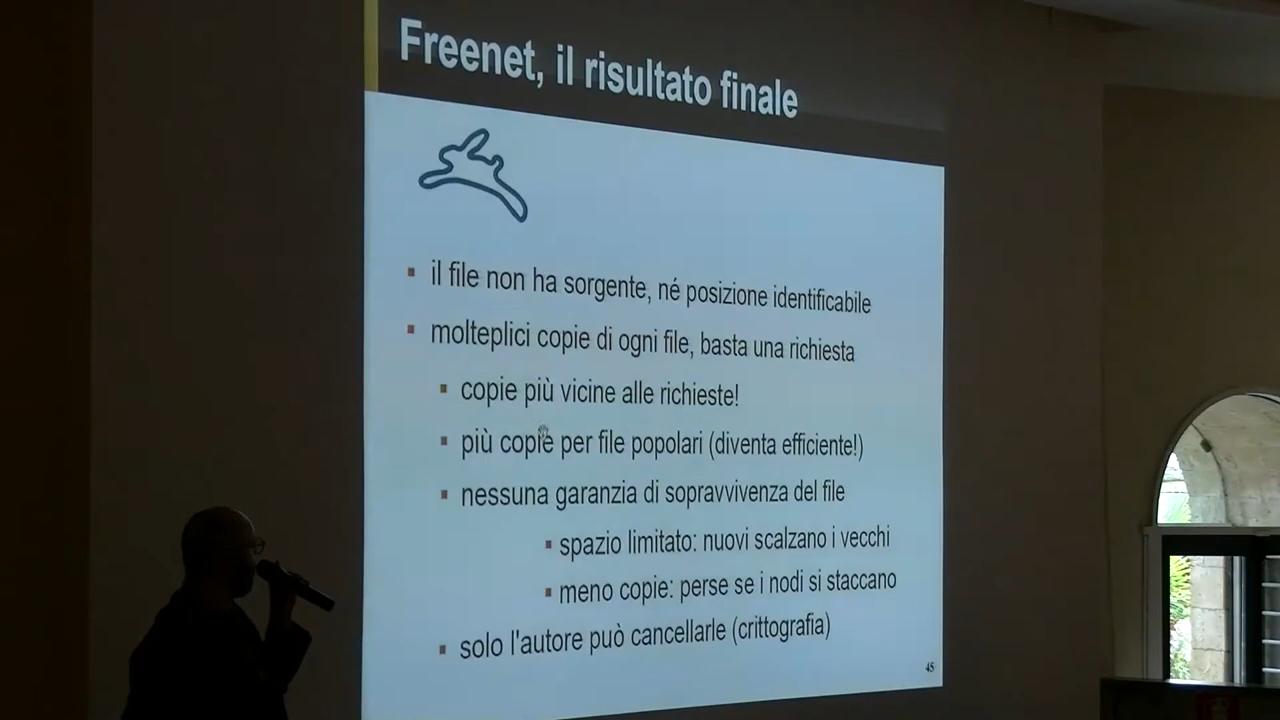 Freenet, il risultato finale
il file non ha sorgente, né posizione identificabile
molteplici copie di ogni file, basta una richiesta
copie più vicine alle richieste!
più copie per file popolari (diventa efficiente!)
nessuna garanzia di sopravvivenza del file
spazio limitato: nuovi scalzano i vecchi
meno copie: perse se i nodi si staccano
solo l'autore può cancellarle (crittografia)
45